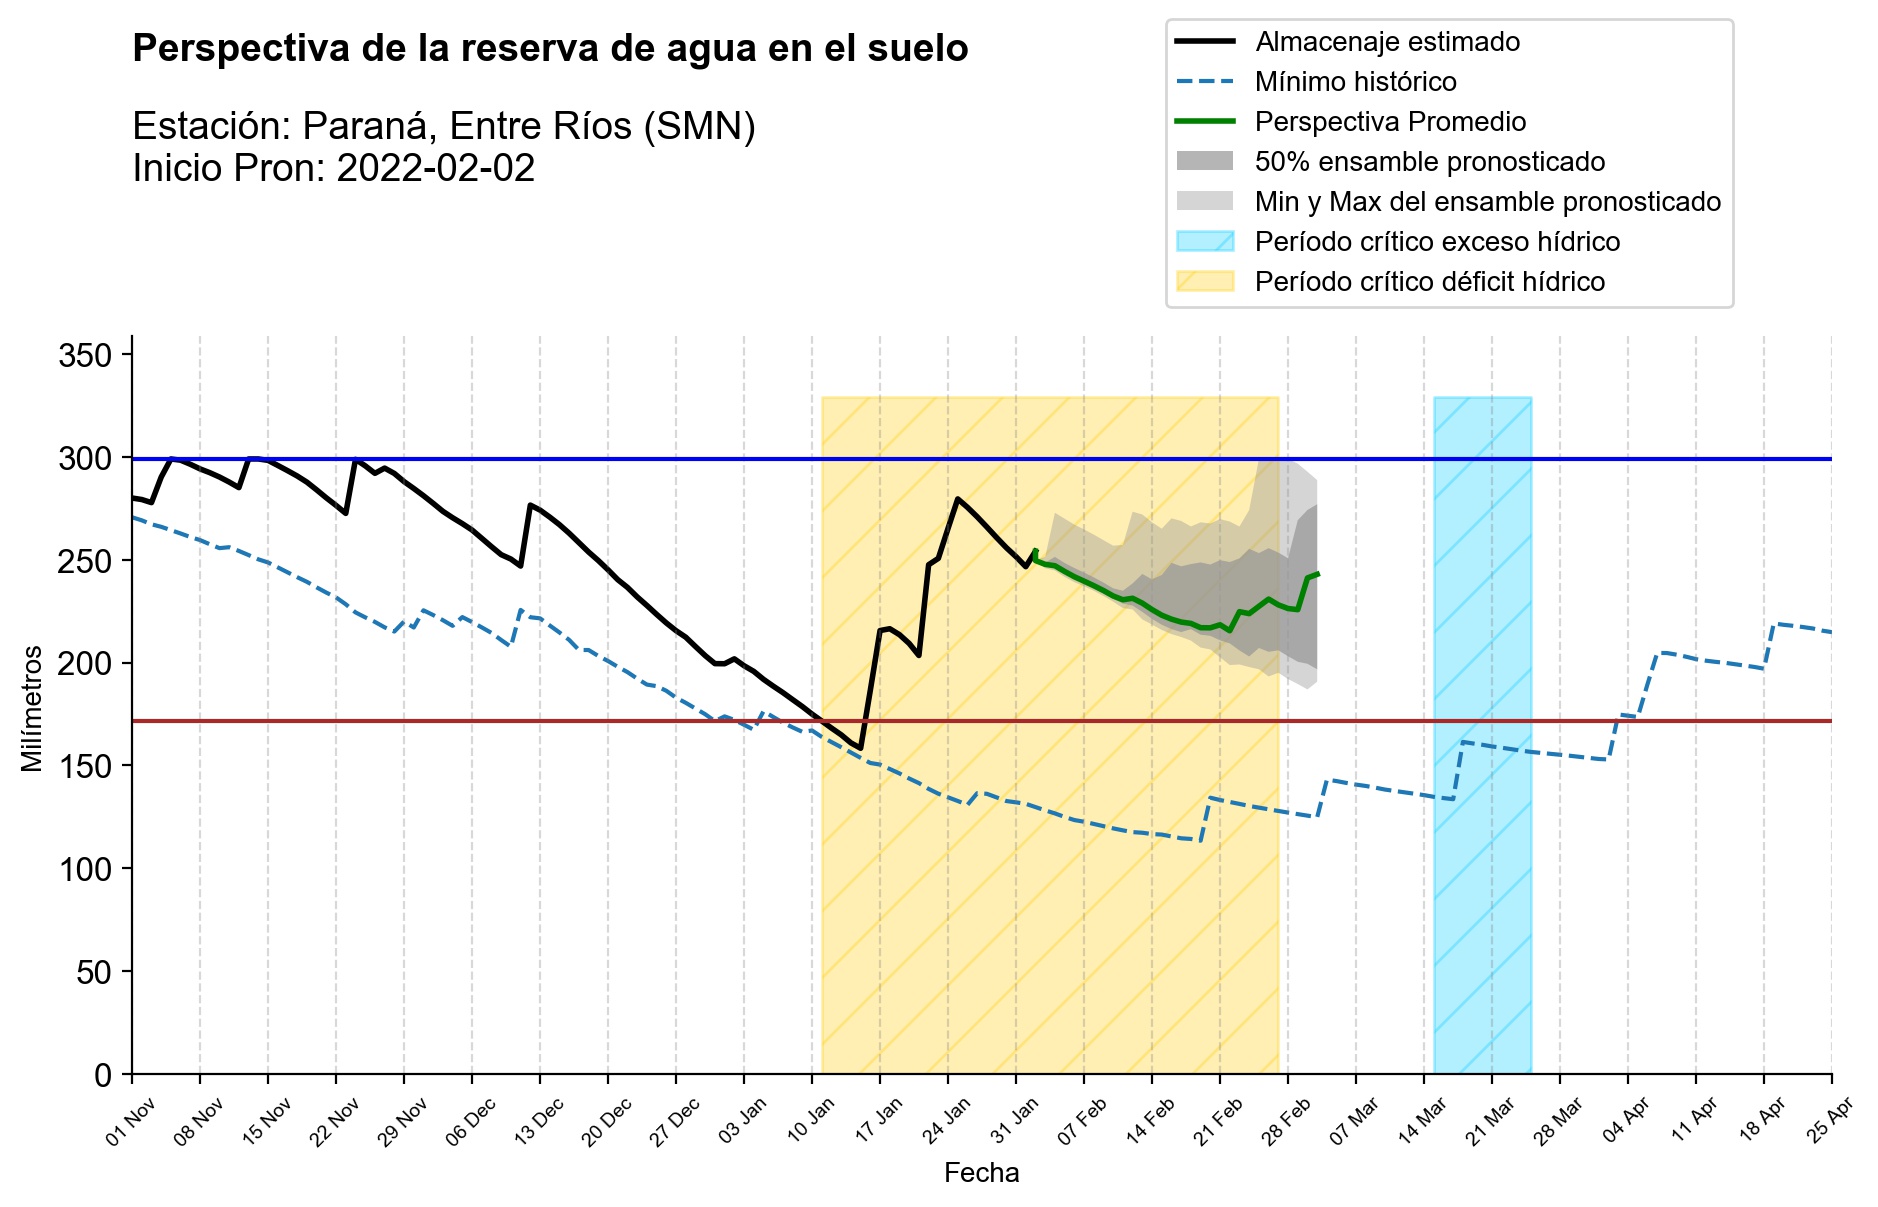 Perspectiva de la reserva de agua en el suelo
Estación: Paraná, Entre Ríos (SMN)
Inicio Pron: 2022-02-02
Almacenaje estimado
Mínimo histórico
Perspectiva Promedio
50% ensamble pronosticado
Min y Max del ensamble pronosticado
Período crítico exceso hídrico
Período crítico déficit hídrico
Milímetros
350
300
250
200
150
100
50
0
01 Nov
08 Nov
15 Nov
22 Nov
29 Nov
06 Dec
13 Dec
20 Dec
27 Dec
03 Jan
10 Jan
17 Jan
24 Jan
31 Jan
07 Feb
14 Feb
21 Feb
28 Feb
07 Mar
14 Mar
21 Mar
28 Mar
04 Apr
11 Apr
18 Apr
25 Apr
Fecha